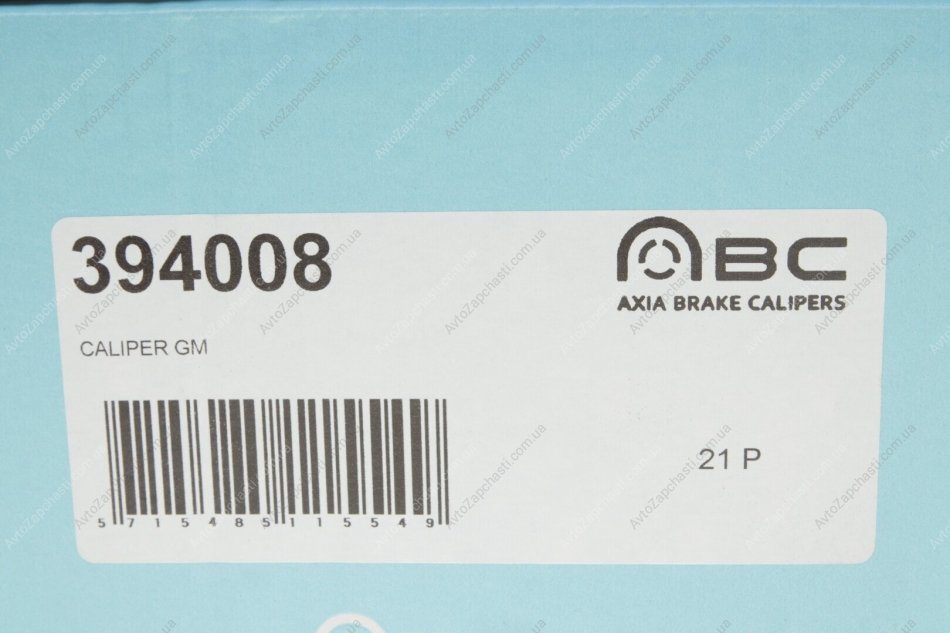 394008
ABC
AXIA BRAKE CALIPERS
CALIPER GM
21 P
5 715485 115549
AvtoZapchasti.com.ua